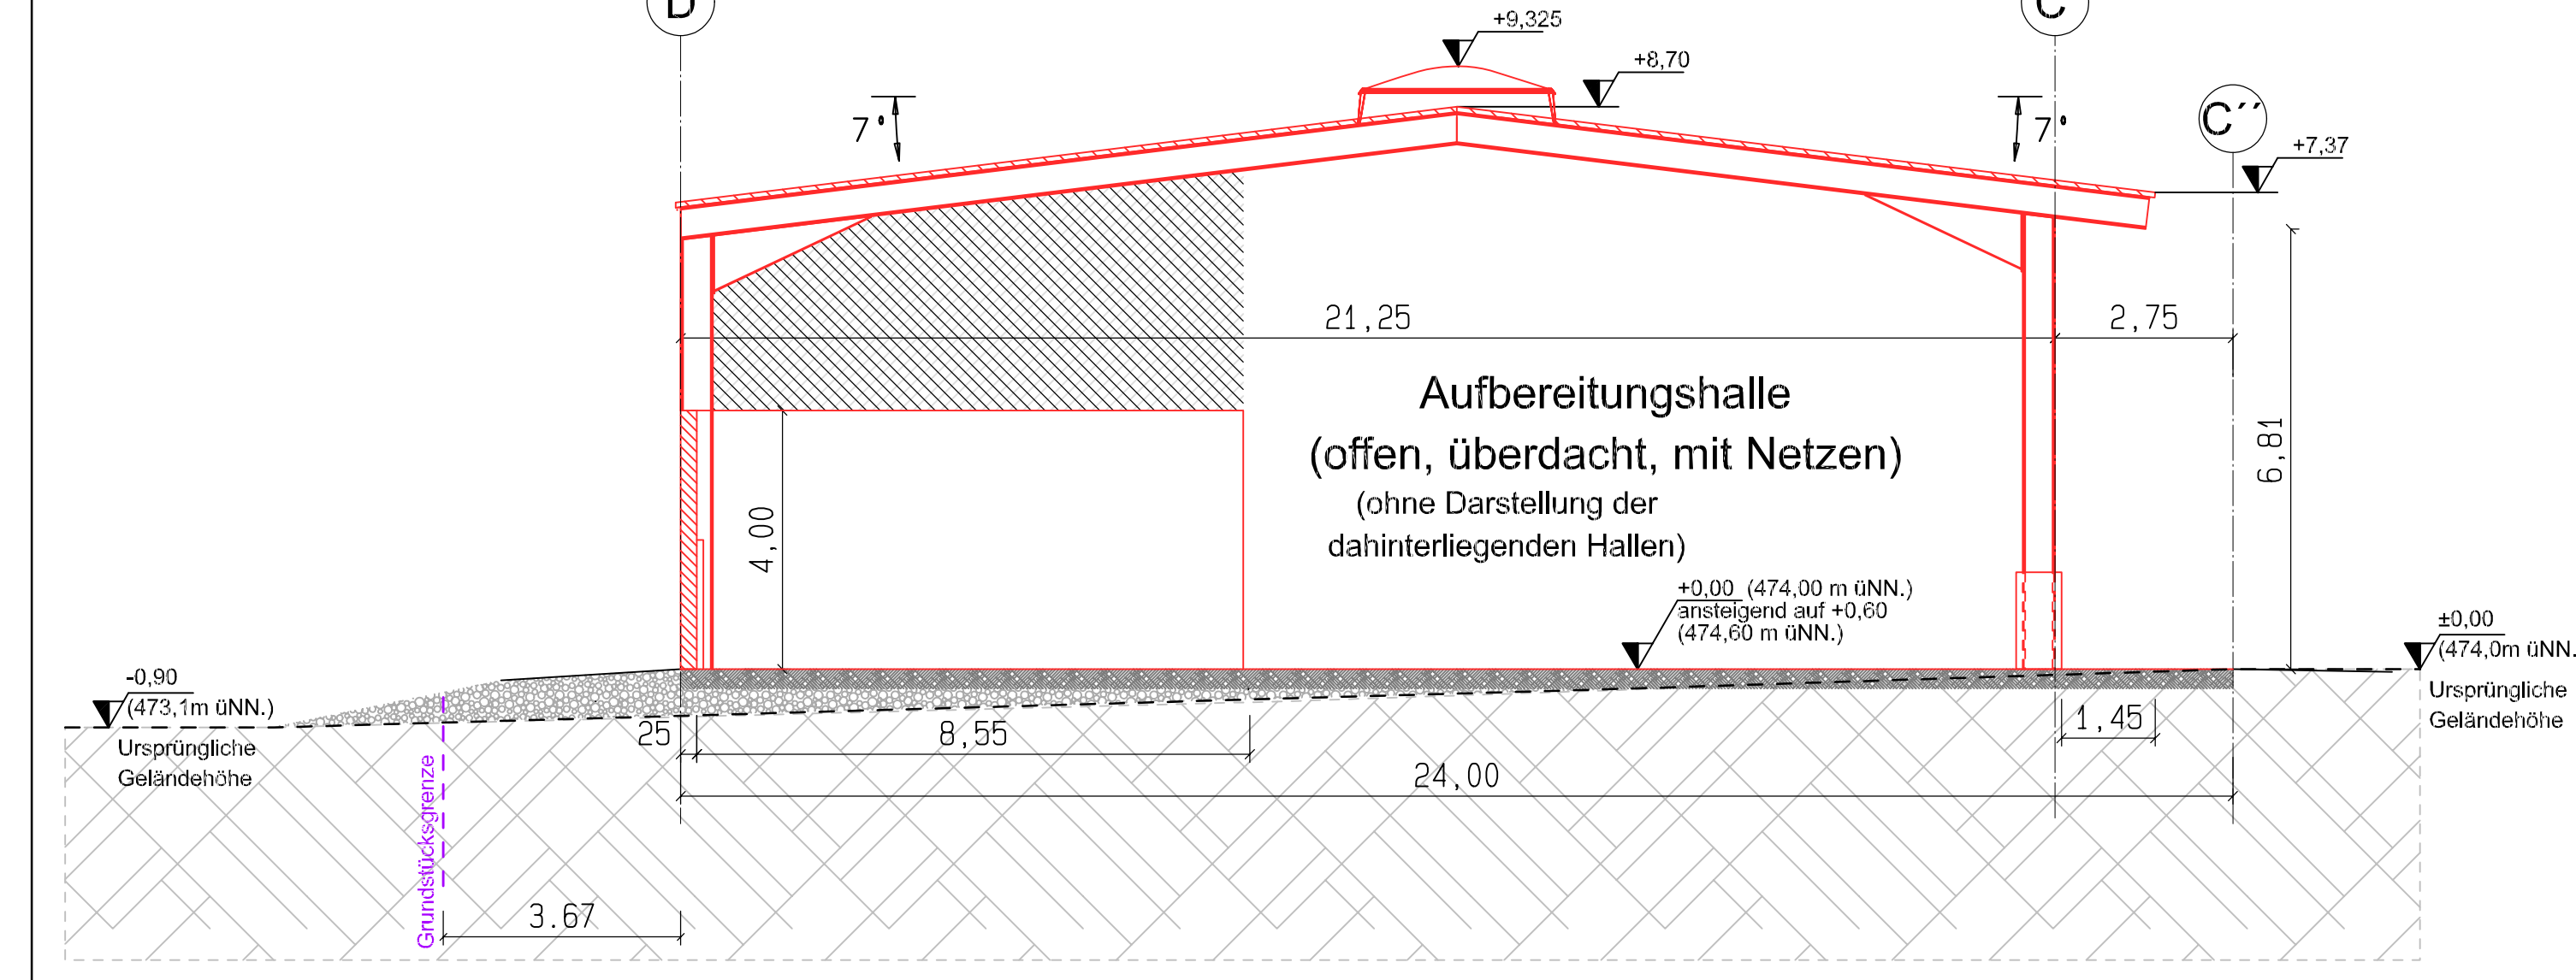 D
C
+9,325
+8,70
7°
7°
C´´
+7,37
21,25
2,75
Aufbereitungshalle
(offen, überdacht, mit Netzen)
(ohne Darstellung der
dahinterliegenden Hallen)
6,81
4,00
+0,00 (474,00 m üNN.)
ansteigend auf +0,60
(474,60 m üNN.)
±0,00
(474,0m üNN.
Ursprüngliche
Geländehöhe
-0,90
(473,1m üNN.)
Ursprüngliche
Geländehöhe
25
8,55
1,45
24,00
Grundstücksgrenze
3.67